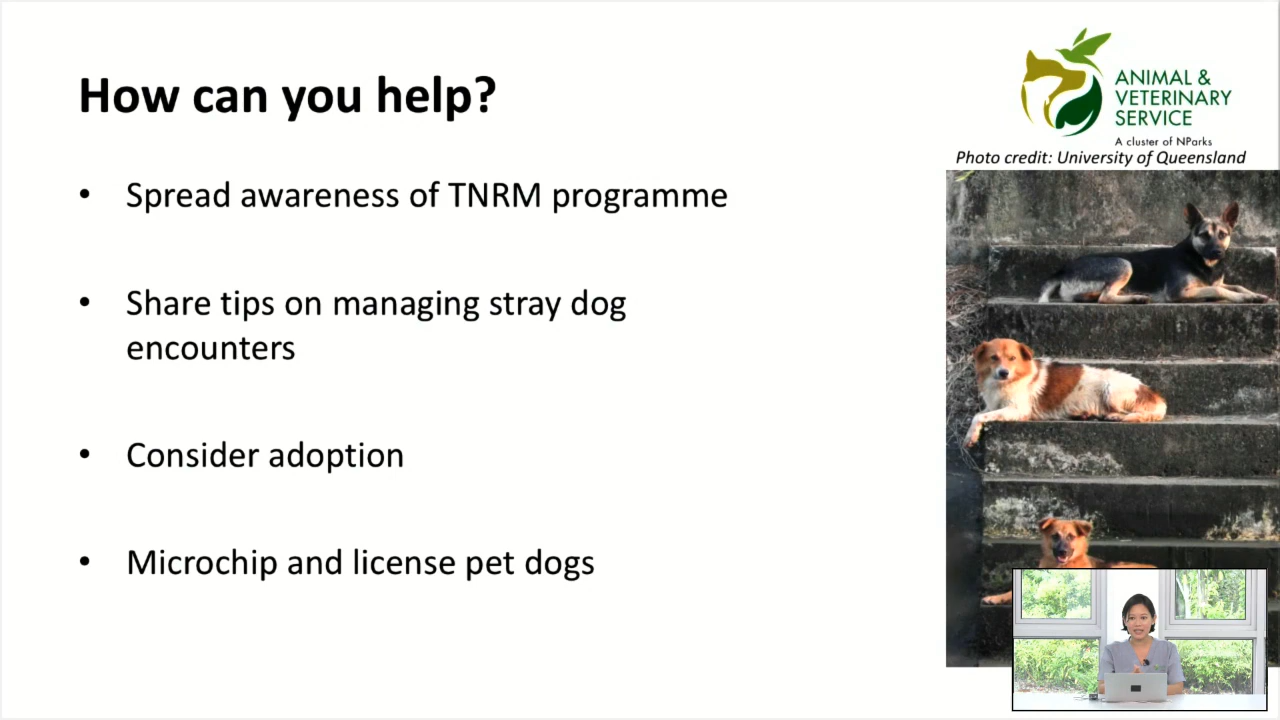 How can you help?
ANIMAL &
VETERINARY
SERVICE
A cluster of NParks
Photo credit: University of Queensland
• Spread awareness of TNRM programme
• Share tips on managing stray dog
encounters
• Consider adoption
• Microchip and license pet dogs